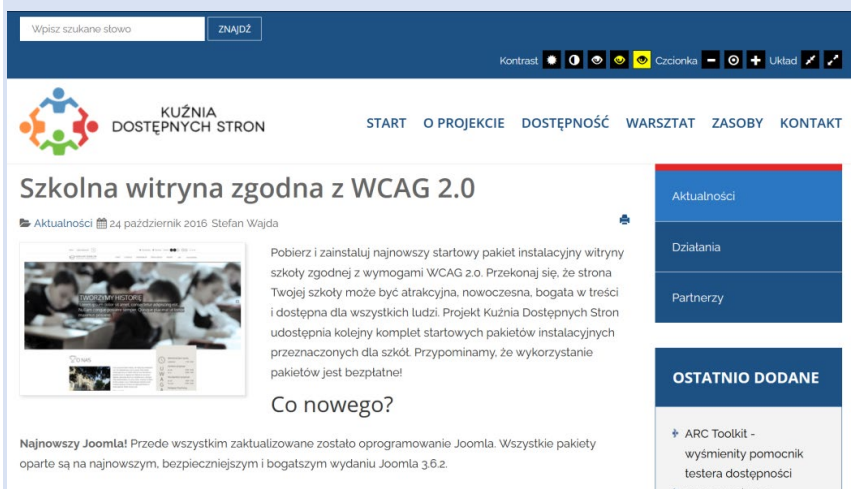 Wpisz szukane słowo ZNAJDŹ
Kontrast Czcionka Układ
KUŹNIA
DOSTĘPNYCH STRON
START O PROJEKCIE DOSTĘPNOŚĆ WARSZTAT ZASOBY KONTAKT
Szkolna witryna zgodna z WCAG 2.0
Aktualności 24 październik 2016 Stefan Wajda
TWORZYMY HISTORIĘ
O NAS
Pobierz i zainstaluj najnowszy startowy pakiet instalacyjny witryny
szkoły zgodnej z wymogami WCAG 2.0. Przekonaj się, że strona
Twojej szkoły może być atrakcyjna, nowoczesna, bogata w treści
i dostępna dla wszystkich ludzi. Projekt Kuźnia Dostępnych Stron
udostępnia kolejny komplet startowych pakietów instalacyjnych
przeznaczonych dla szkół. Przypominamy, że wykorzystanie
pakietów jest bezpłatne!
Co nowego?
Najnowszy Joomla! Przede wszystkim zaktualizowane zostało oprogramowanie Joomla. Wszystkie pakiety
oparte są na najnowszym, bezpieczniejszym i bogatszym wydaniu Joomla 3.6.2.
Aktualności
Działania
Partnerzy
OSTATNIO DODANE
ARC Toolkit -
wyśmienity pomocnik
testera dostępności